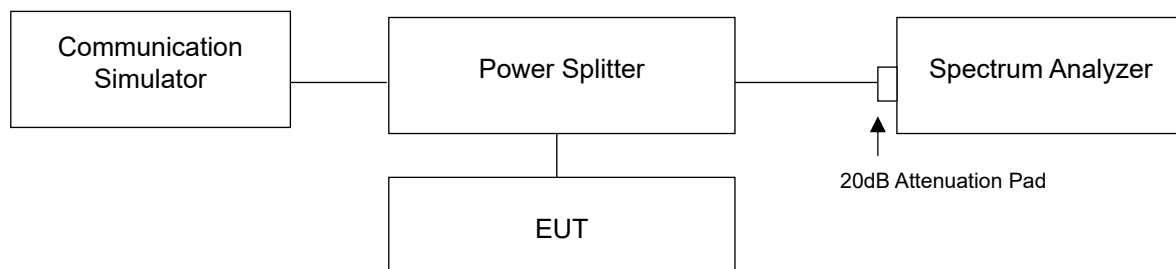 Communication
Simulator
Power Splitter
Spectrum Analyzer
20dB Attenuation Pad
EUT